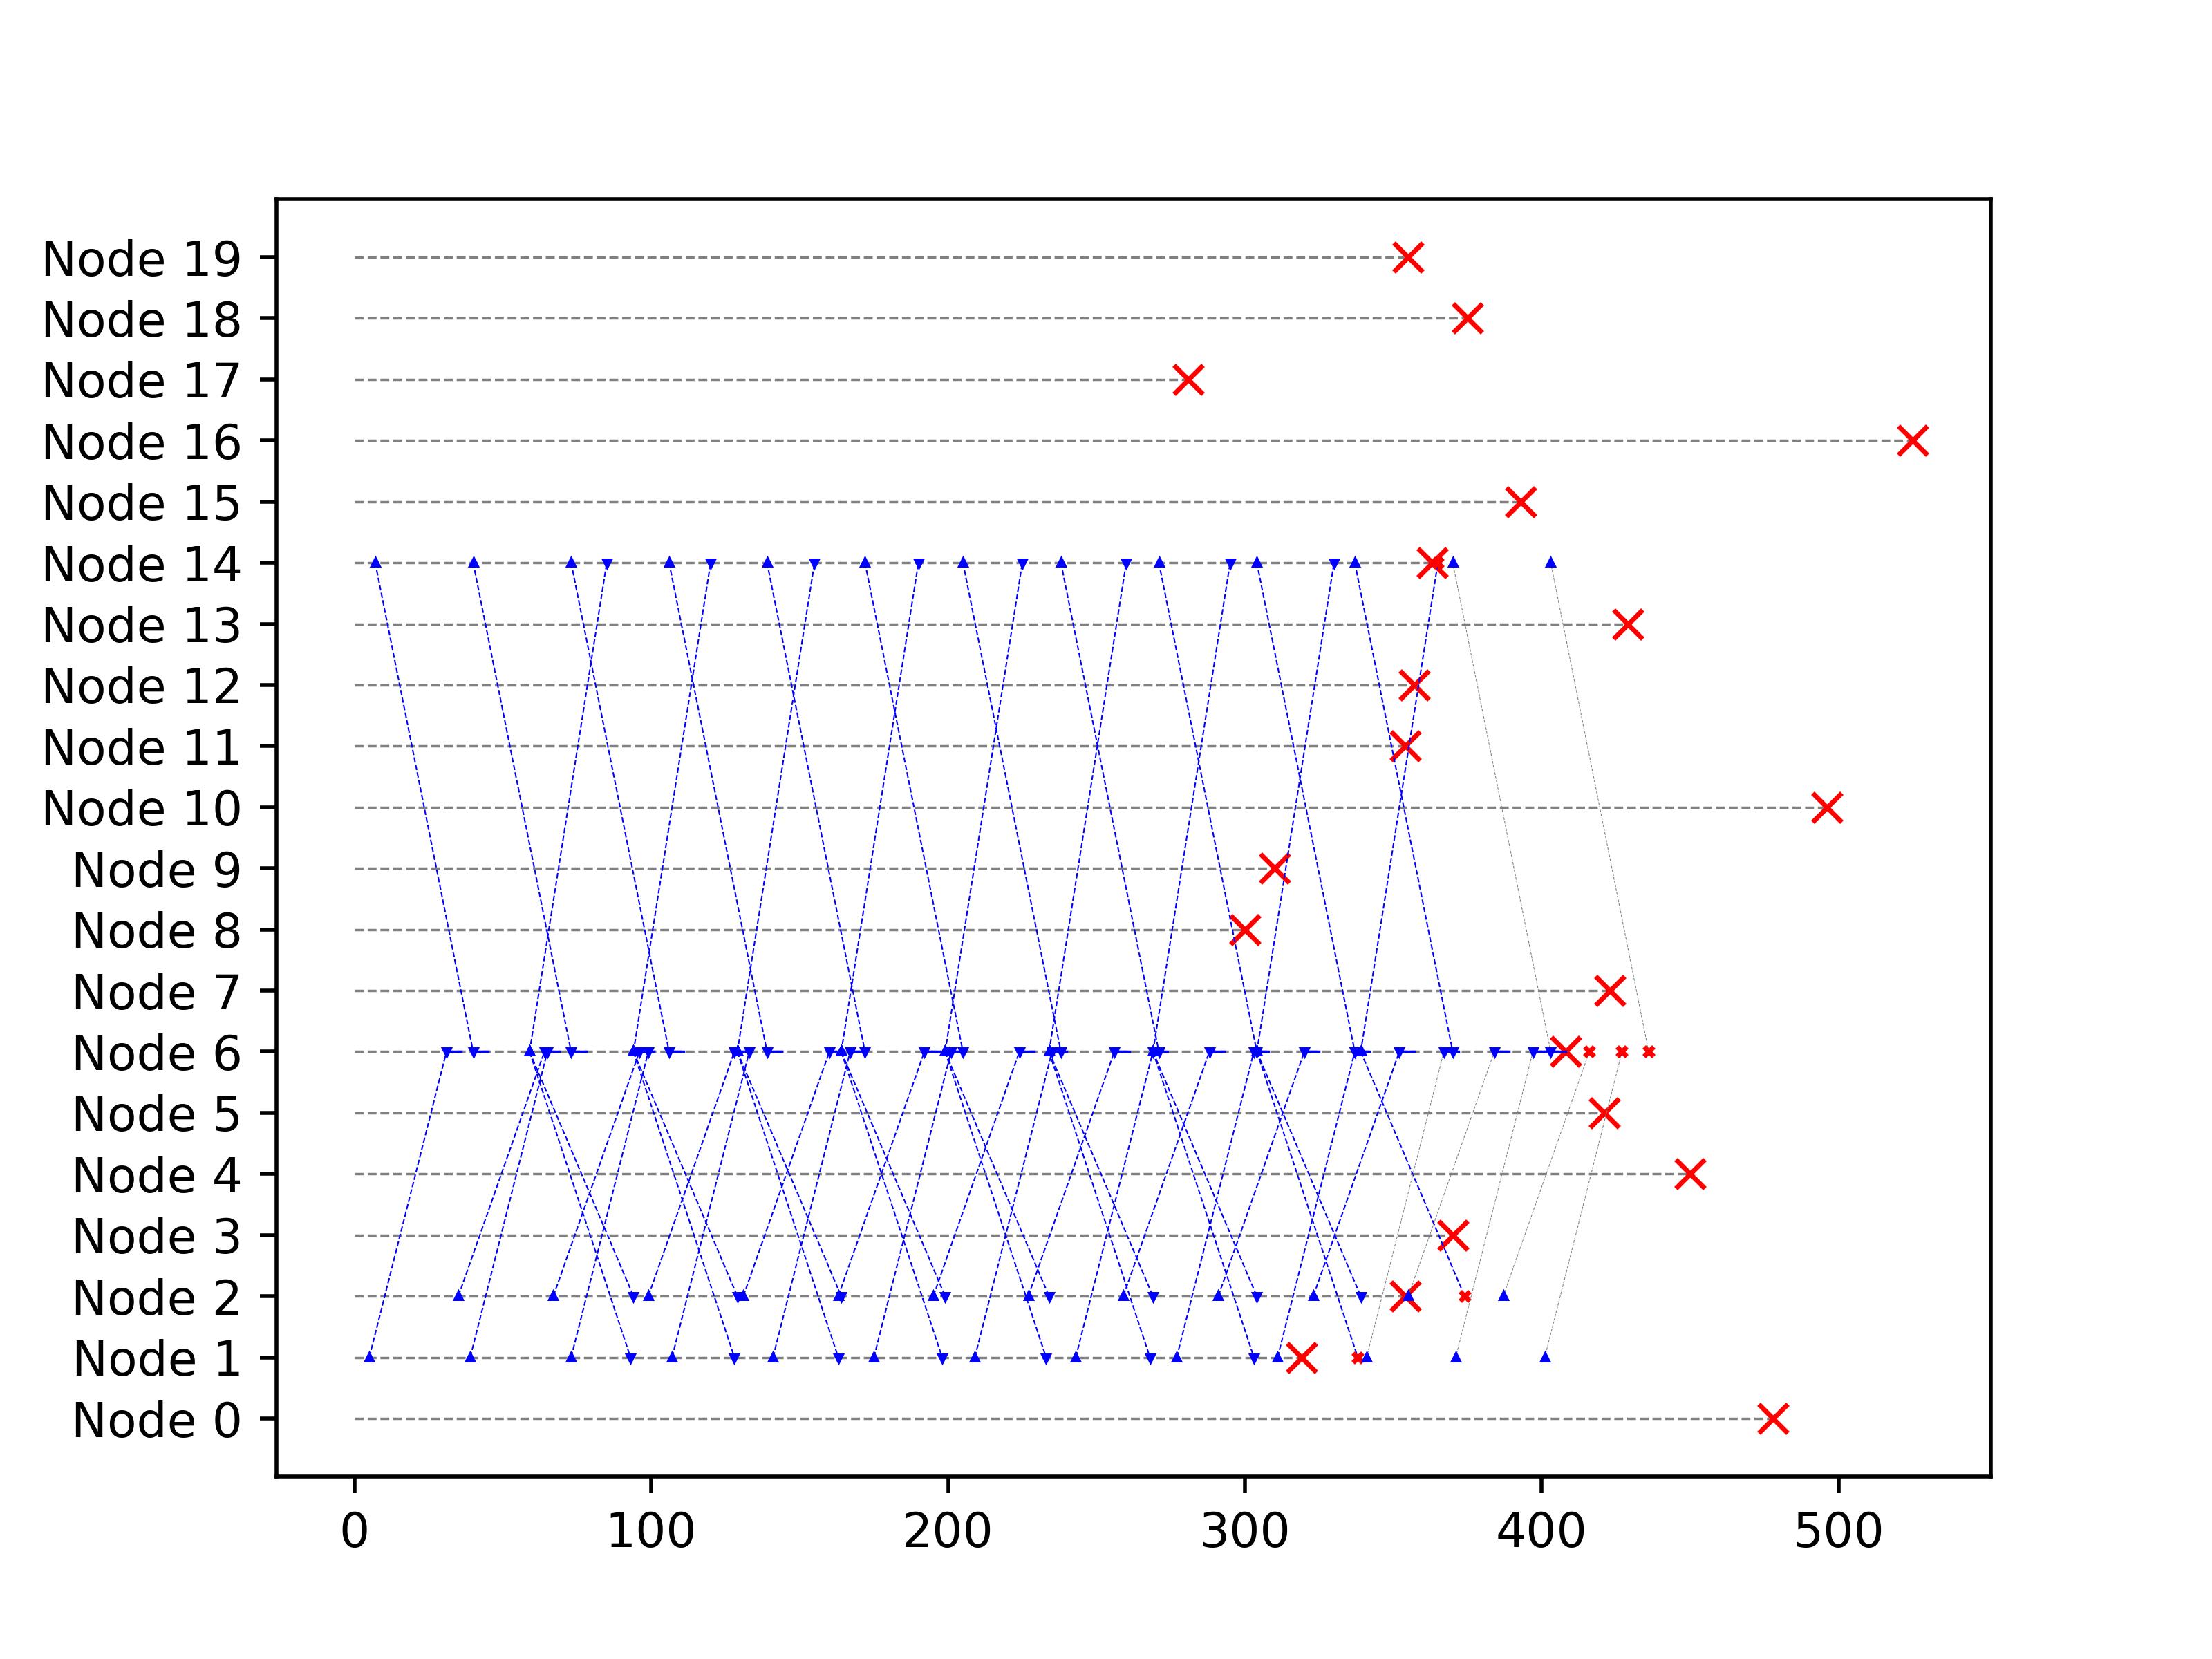 Node 19
Node 18
Node 17
Node 16
Node 15
Node 14
Node 13
Node 12
Node 11
Node 10
Node 9
Node 8
Node 7
Node 6
Node 5
Node 4
Node 3
Node 2
Node 1
Node 0
0 100 200 300 400 500